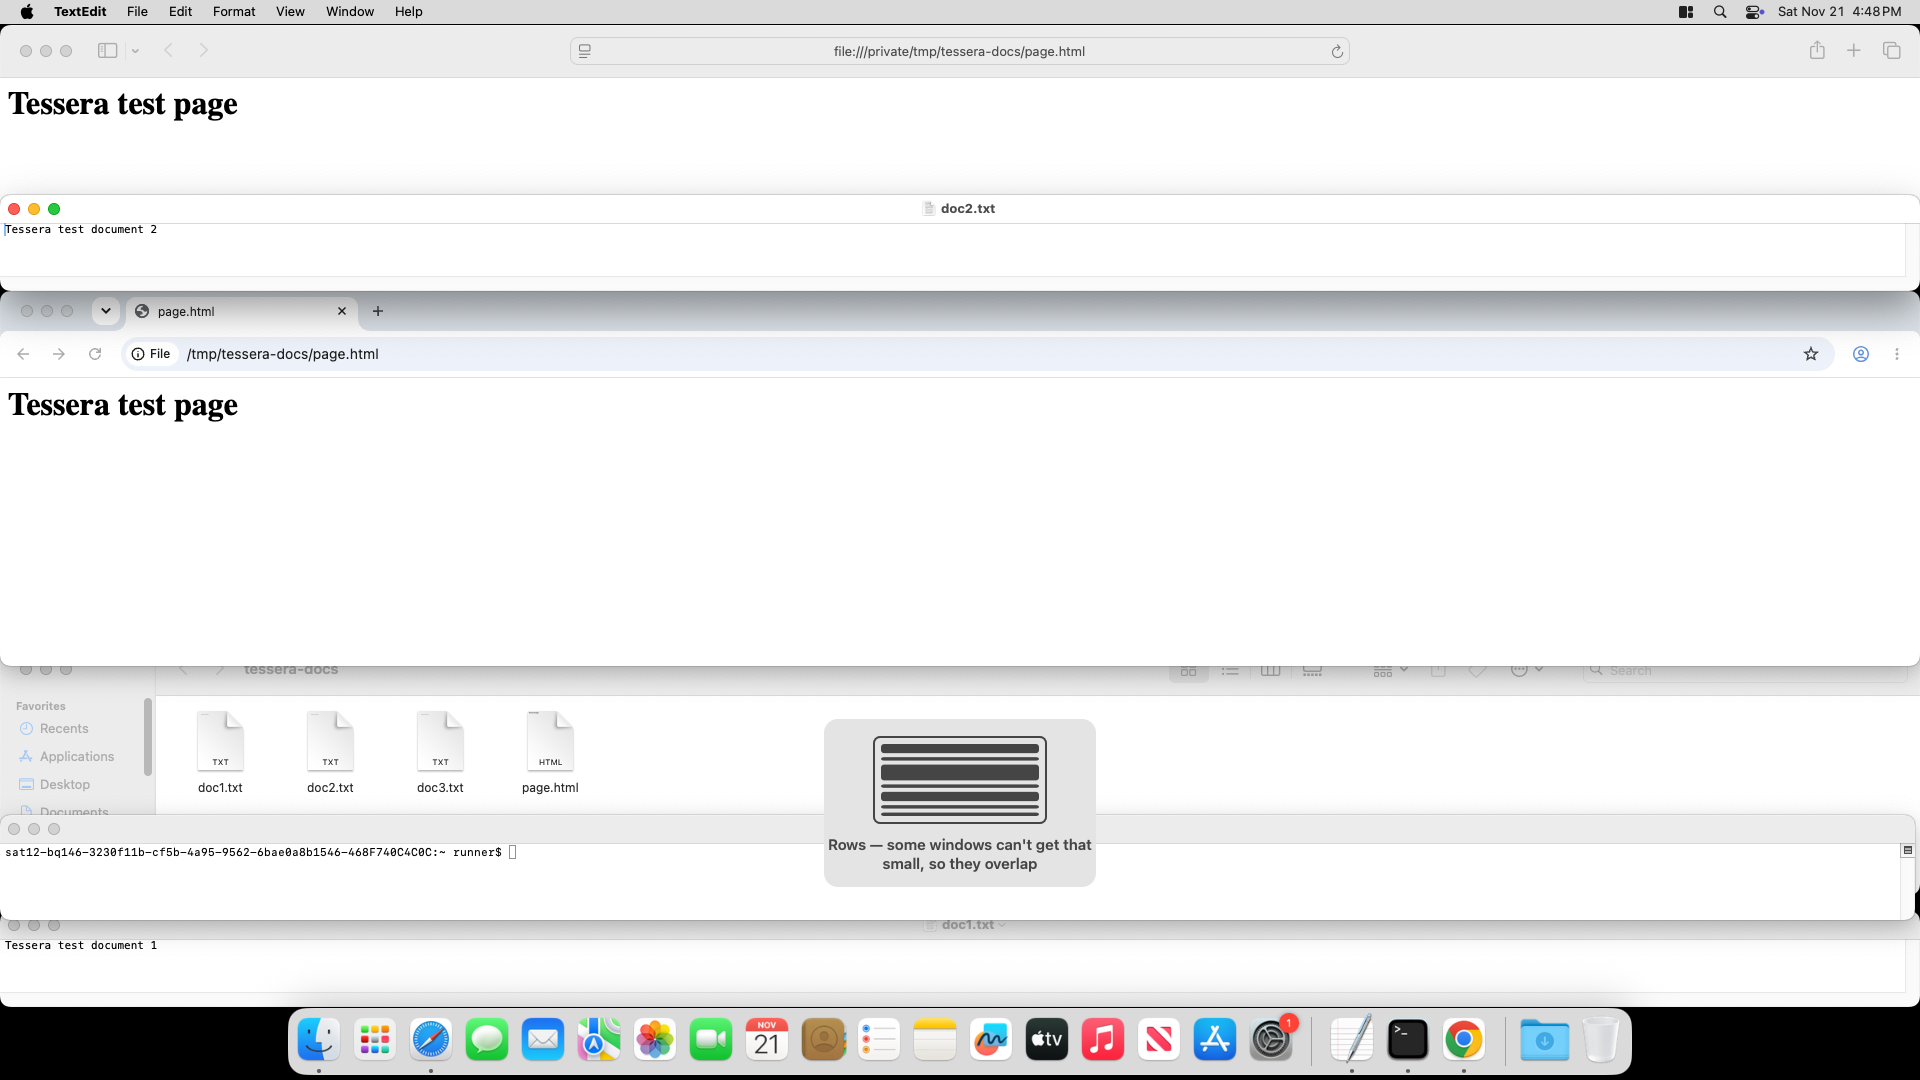 TextEdit File Edit Format View Window Help Sat Nov 21 4:48 PM
file:///private/tmp/tessera-docs/page.html
Tessera test page
doc2.txt
Tessera test document 2
page.html
File /tmp/tessera-docs/page.html
Tessera test page
tessera-docs
Search
Favorites
Recents
Applications
Desktop
Documents
TXT TXT TXT HTML
doc1.txt doc2.txt doc3.txt page.html
Rows — some windows can't get that
small, so they overlap
sat12-bq146-3230f11b-cf5b-4a95-9562-6bae0a8b1546-468F740C4C0C:~ runner$
doc1.txt
Tessera test document 1
NOV
21
tv
1
>_